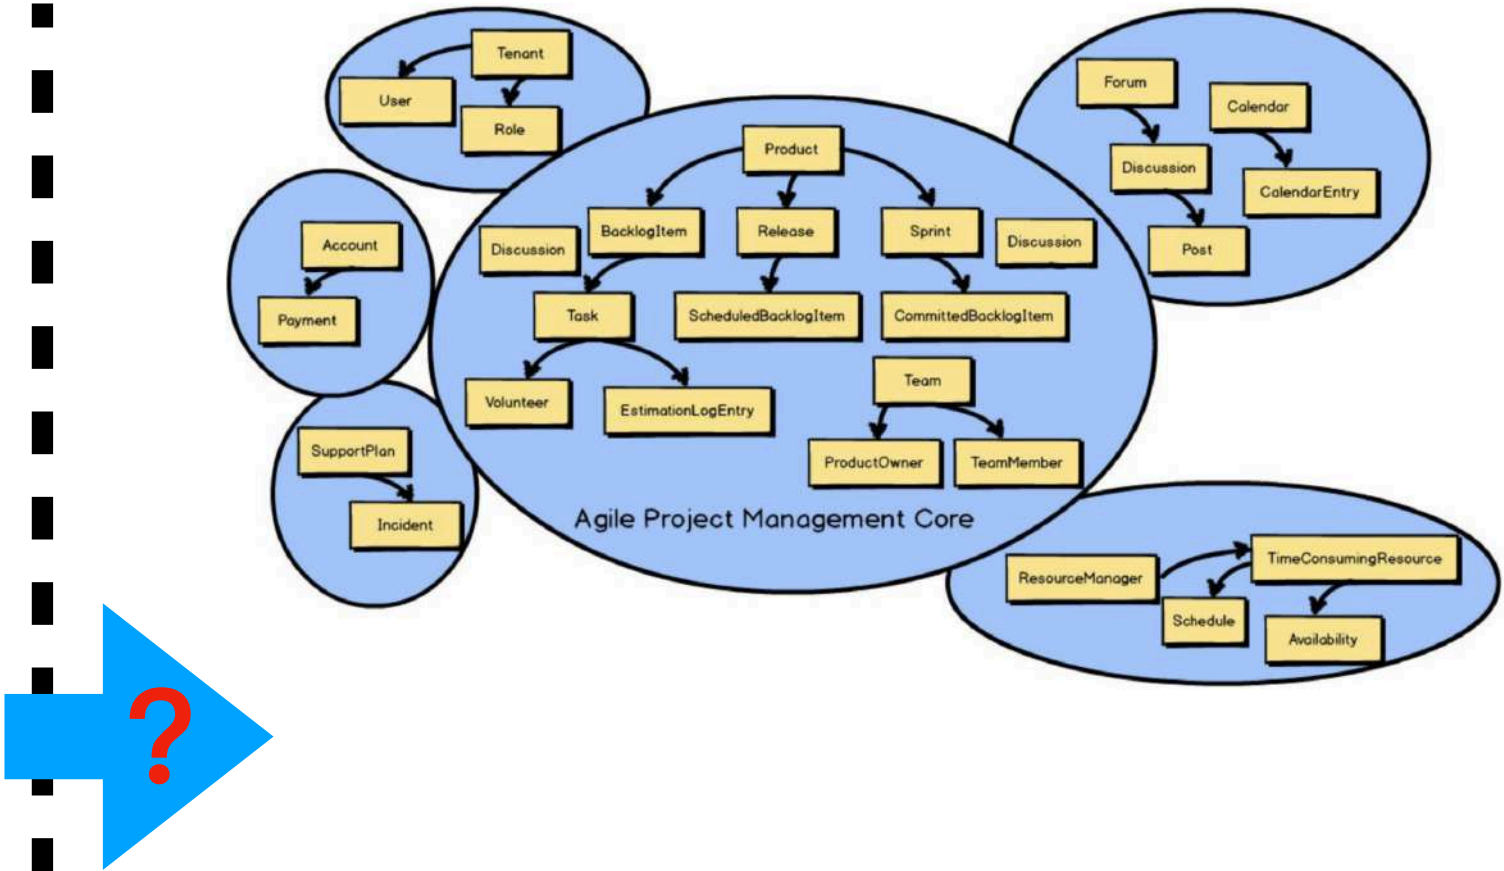 Tenant
User
Role
Account
Payment
SupportPlan
Incident
Product
BacklogItem
Release
Sprint
Discussion
Discussion
Task
ScheduledBacklogItem
CommittedBacklogItem
Volunteer
EstimationLogEntry
Team
ProductOwner
TeamMember
Agile Project Management Core
Forum
Calendar
Discussion
CalendarEntry
Post
ResourceManager
TimeConsumingResource
Schedule
Availability
?